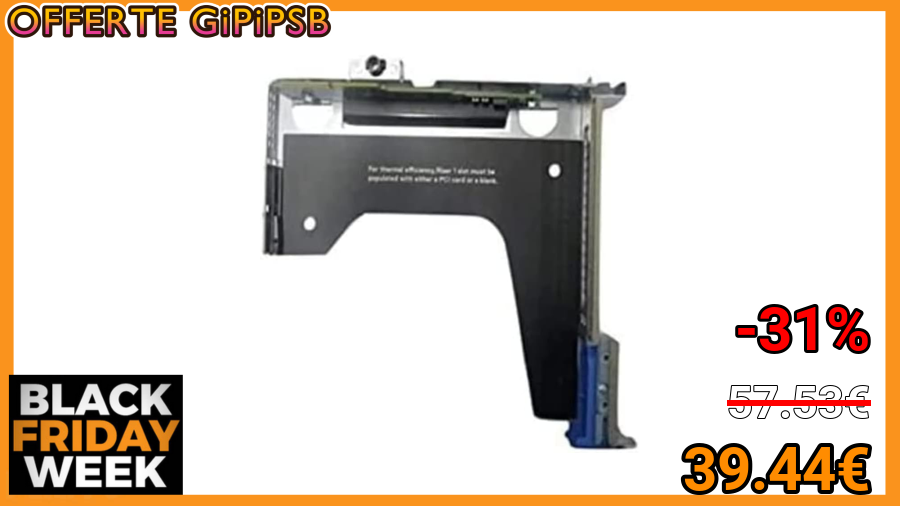 OFFERTE GiPiPSB
For thermal efficiency, Riser 1 slot must be
populated with either a PCI card or a blank.
-31%
57.53€
39.44€
BLACK
FRIDAY
WEEK